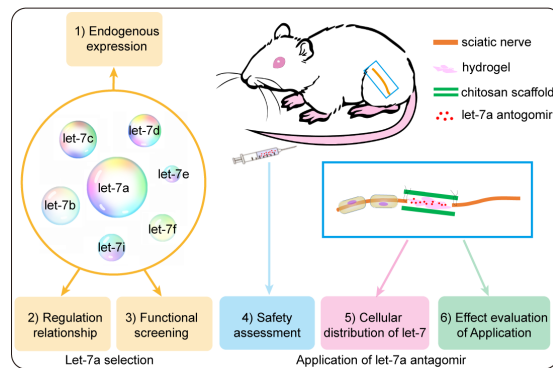 1) Endogenous
expression
let-7c
let-7d
let-7e
let-7a
let-7b
let-7f
let-7i
sciatic nerve
hydrogel
chitosan scaffold
let-7a antogomir
2) Regulation
relationship
3) Functional
screening
4) Safety
assessment
5) Cellular
distribution of let-7
6) Effect evaluation
of Application
Let-7a selection
Application of let-7a antagomir